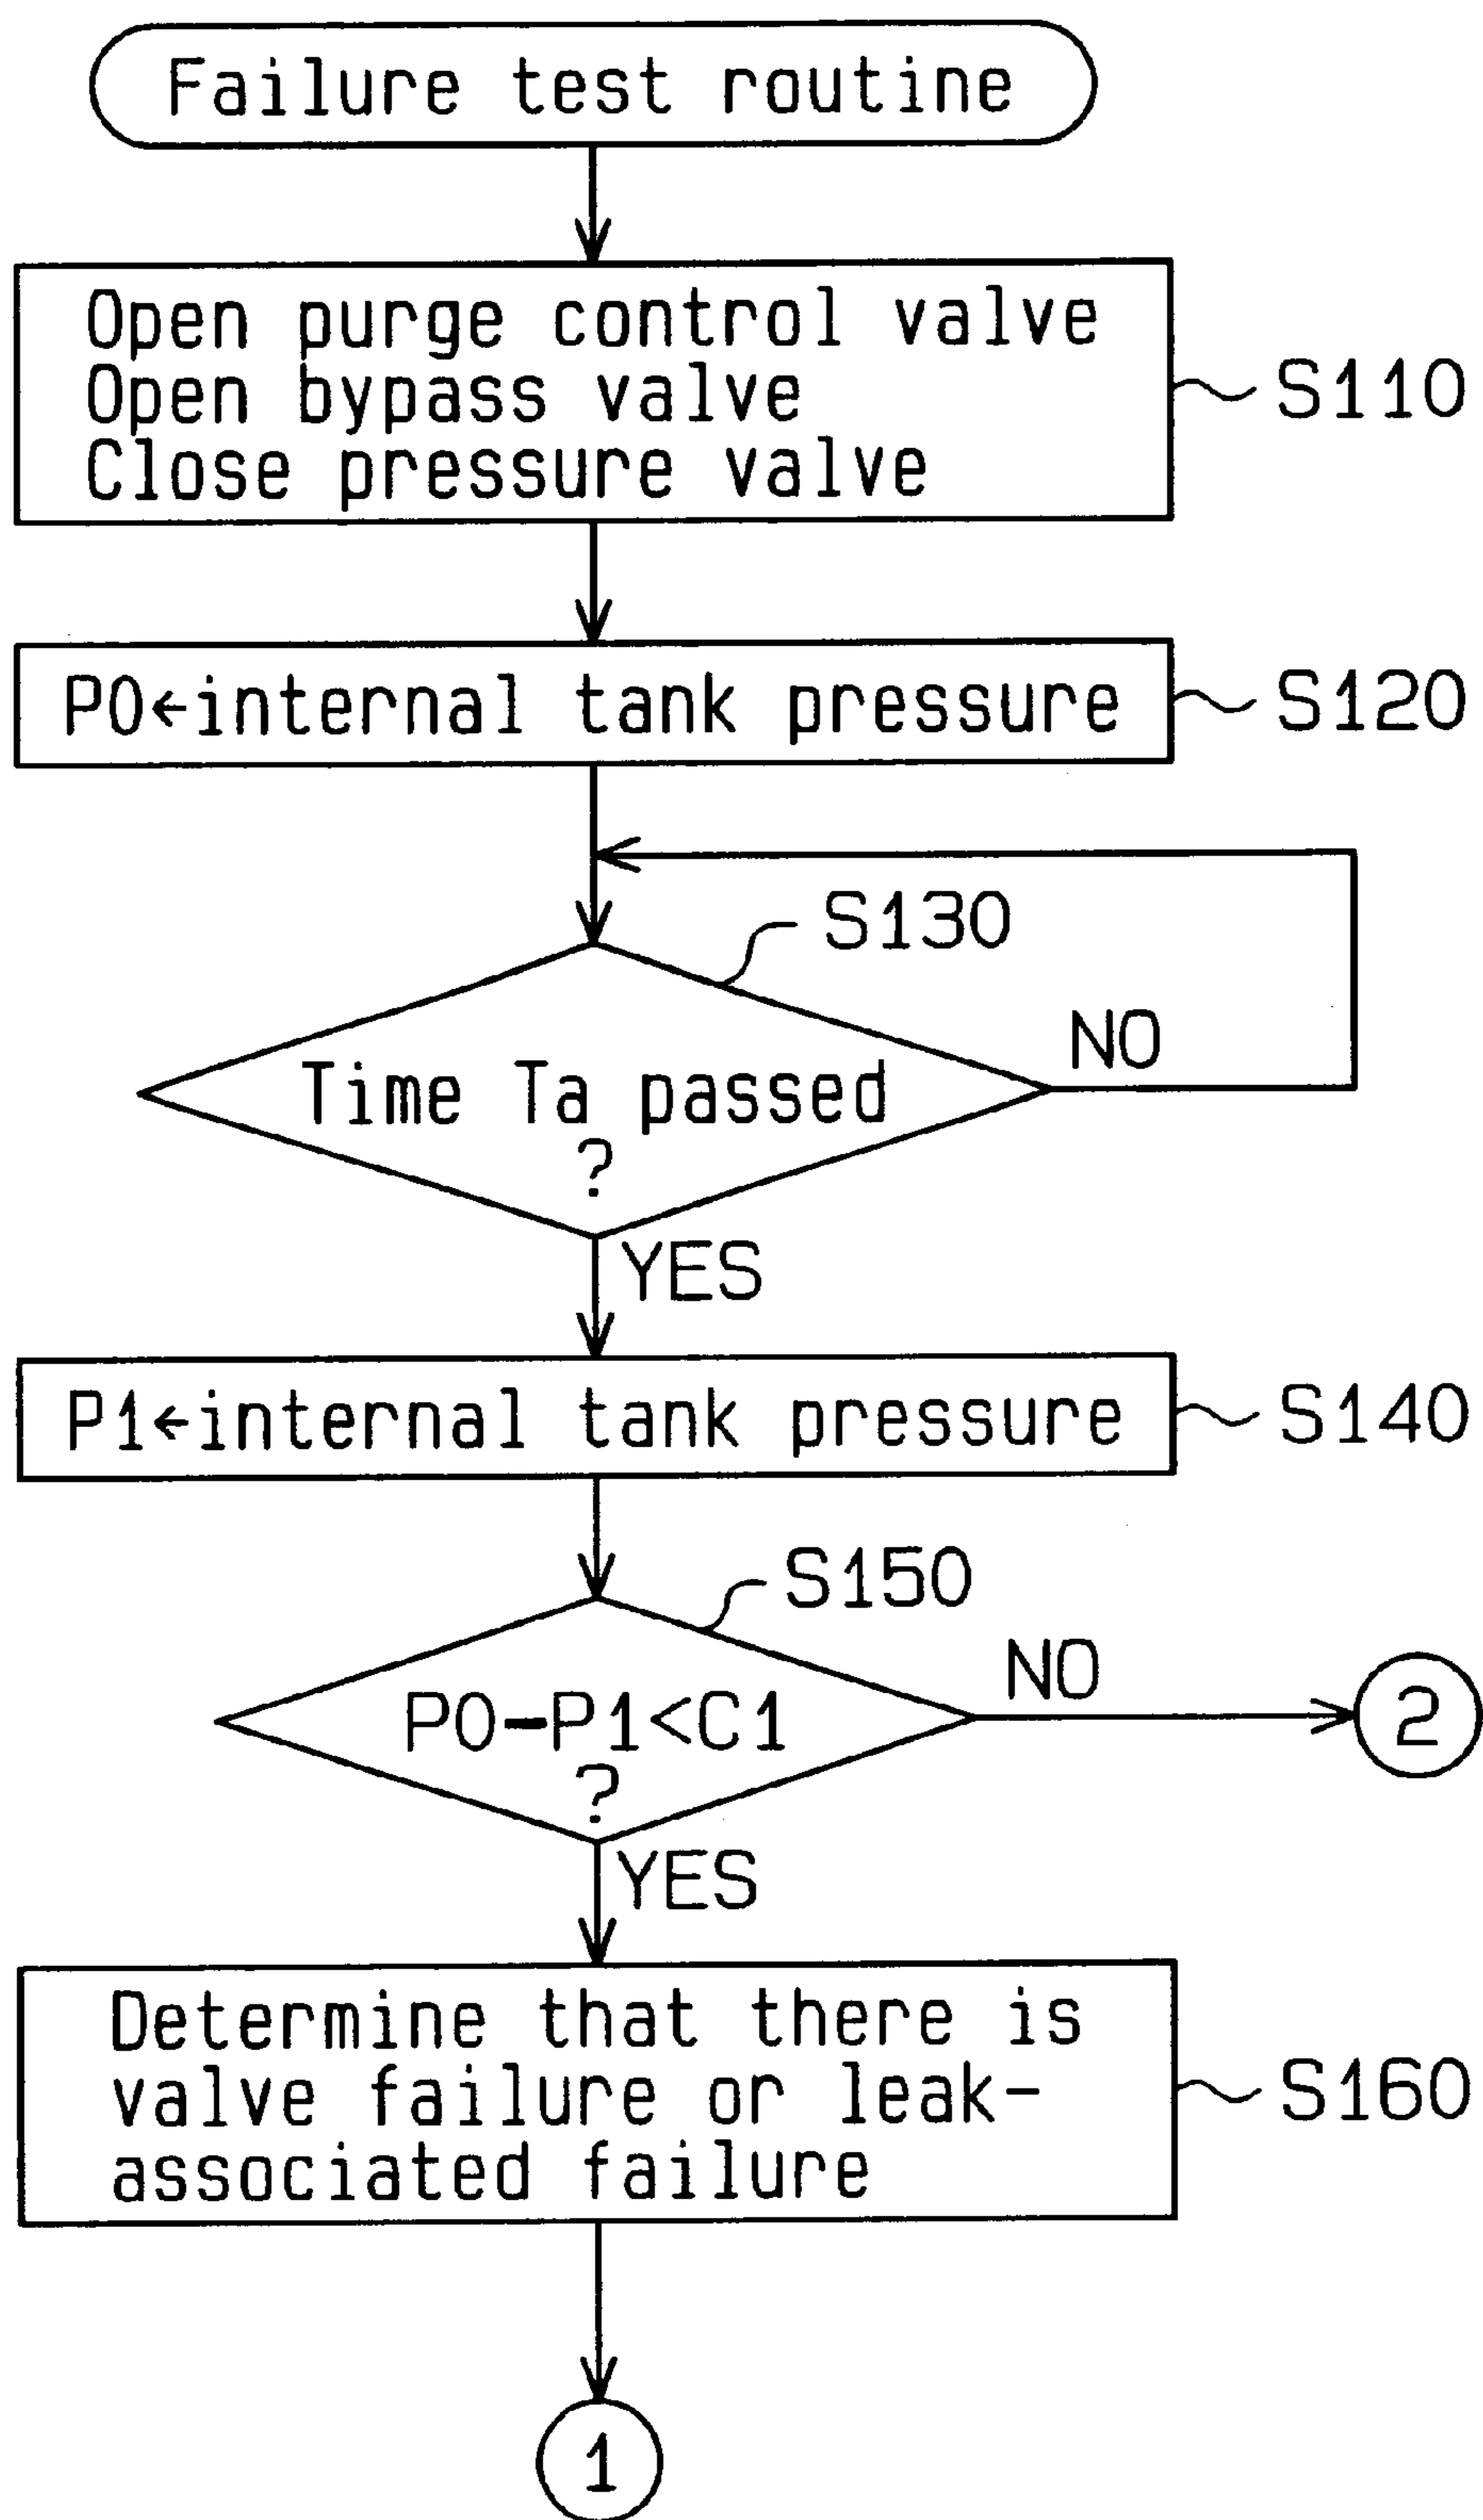 Failure test routine
Open purge control valve
Open bypass valve
Close pressure valve
S110
P0←internal tank pressure
S120
S130
Time Ta passed
?
NO
YES
P1←internal tank pressure
S140
S150
P0-P1<C1
?
NO
2
YES
Determine that there is
valve failure or leak-
associated failure
S160
1